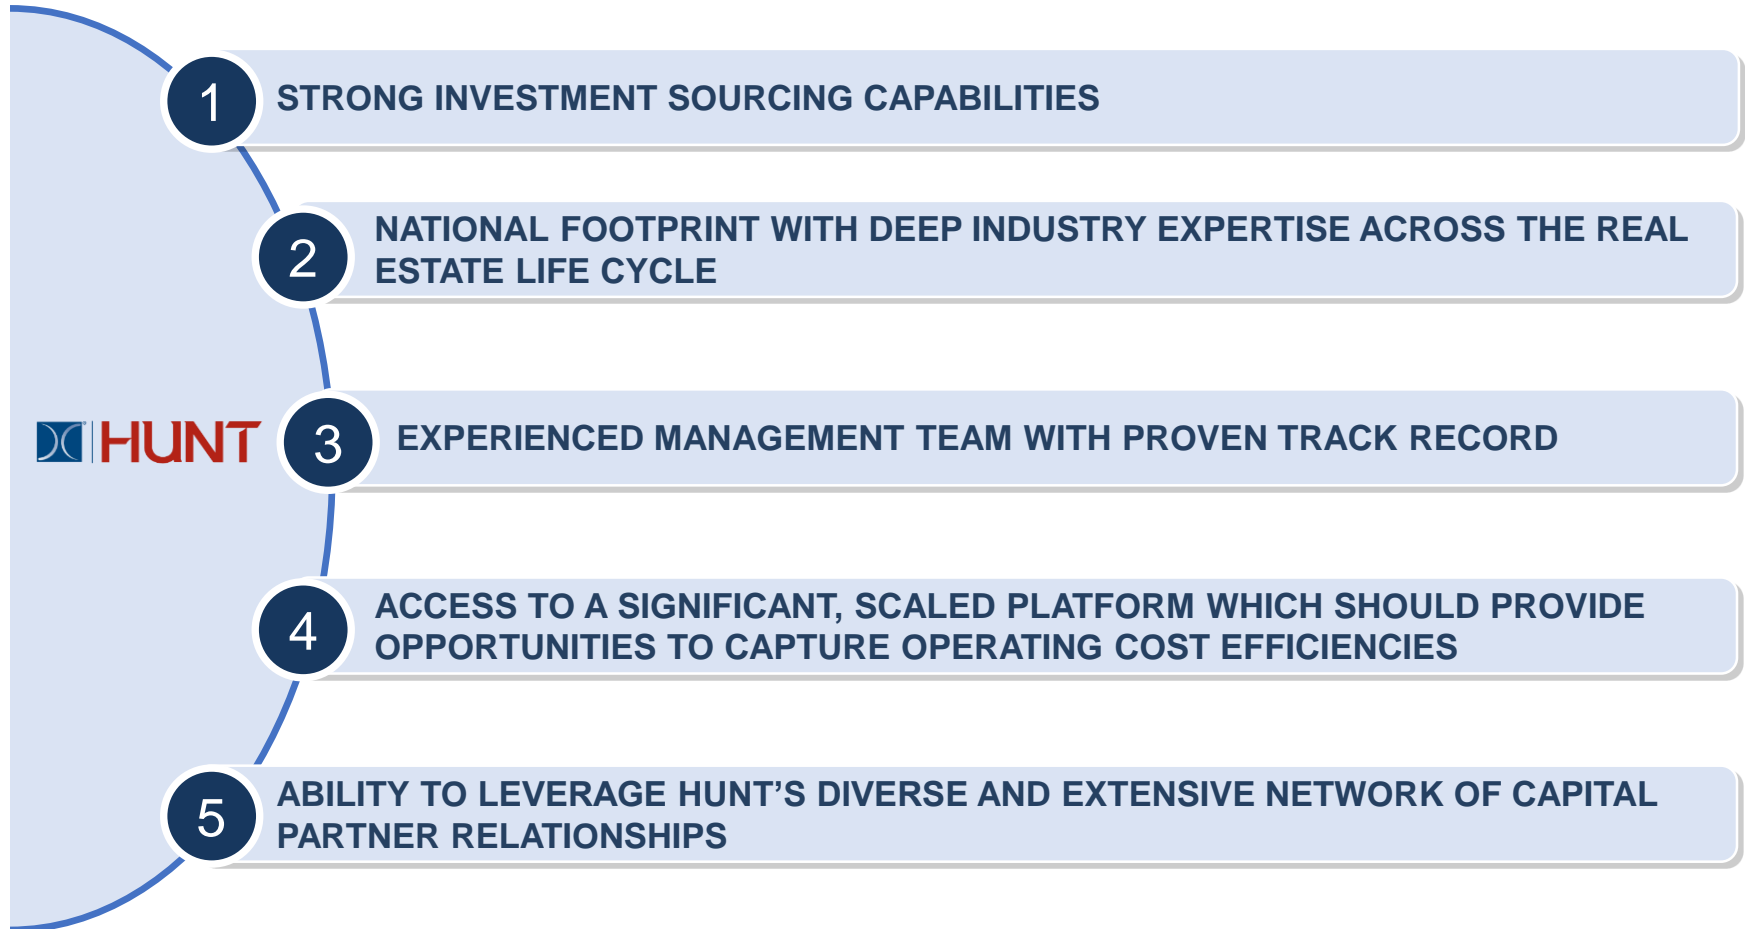 1
STRONG INVESTMENT SOURCING CAPABILITIES
2
NATIONAL FOOTPRINT WITH DEEP INDUSTRY EXPERTISE ACROSS THE REAL
ESTATE LIFE CYCLE
HUNT
3
EXPERIENCED MANAGEMENT TEAM WITH PROVEN TRACK RECORD
4
ACCESS TO A SIGNIFICANT, SCALED PLATFORM WHICH SHOULD PROVIDE
OPPORTUNITIES TO CAPTURE OPERATING COST EFFICIENCIES
5
ABILITY TO LEVERAGE HUNT’S DIVERSE AND EXTENSIVE NETWORK OF CAPITAL
PARTNER RELATIONSHIPS